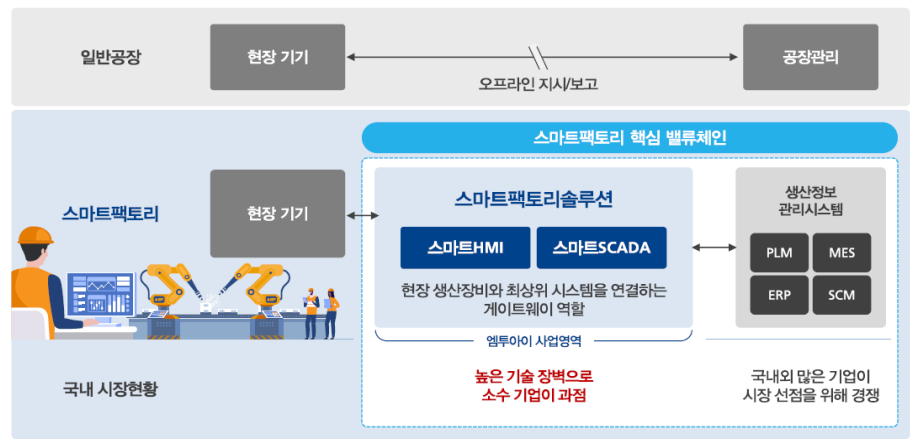 일반공장
현장 기기
공장관리
오프라인 지시/보고
스마트팩토리 핵심 밸류체인
스마트팩토리
현장 기기
스마트팩토리솔루션
스마트HMI
스마트SCADA
현장 생산장비와 최상위 시스템을 연결하는
게이트웨이 역할
엠투아이 사업영역
생산정보
관리시스템
PLM
MES
ERP
SCM
국내 시장현황
높은 기술 장벽으로
소수 기업이 과점
국내외 많은 기업이
시장 선점을 위해 경쟁